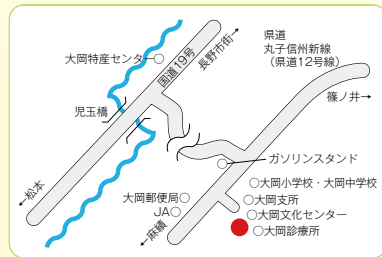 大岡特産センター
国道19号
長野市街
県道
丸子信州新線
（県道12号線）
篠ノ井
児玉橋
ガソリンスタンド
大岡小学校・大岡中学校
大岡支所
大岡文化センター
大岡診療所
大岡郵便局
JA
松本
麻績